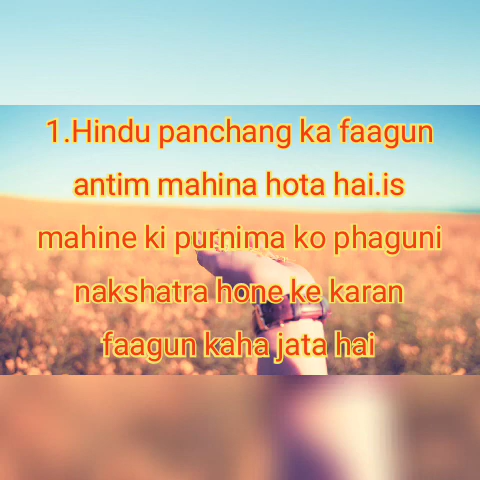 1.Hindu panchang ka faagun
antim mahina hota hai.is
mahine ki purnima ko phaguni
nakshatra hone ke karan
faagun kaha jata hai